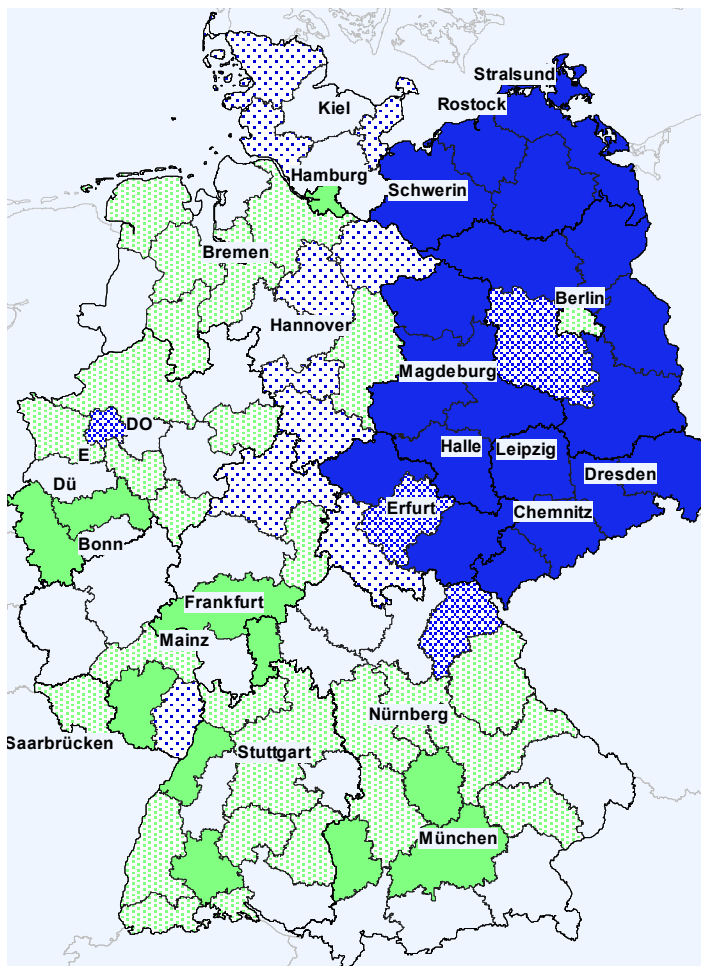 Stralsund
Rostock
Kiel
Hamburg
Schwerin
Bremen
Berlin
Hannover
Magdeburg
DO
E
Halle
Leipzig
Dü
Dresden
Erfurt
Chemnitz
Bonn
Frankfurt
Mainz
Nürnberg
Saarbrücken
Stuttgart
München